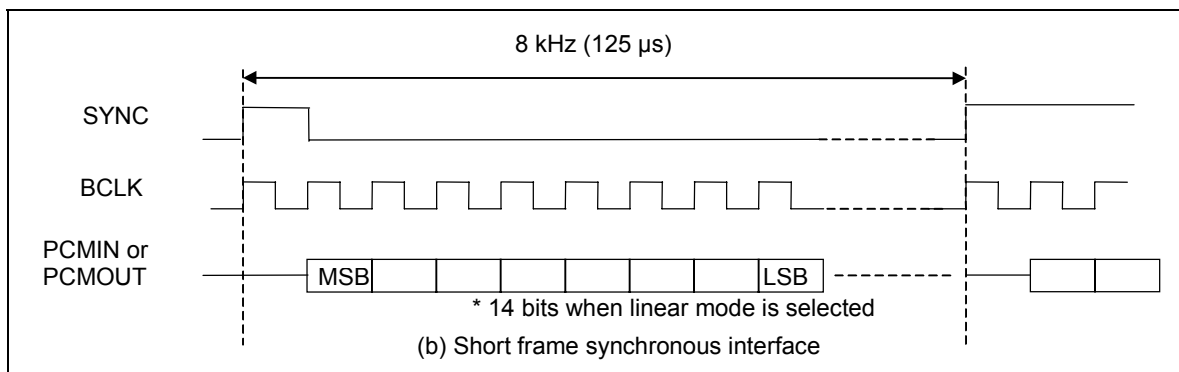 8 kHz (125 µs)
SYNC
BCLK
PCMIN or
PCMOUT
MSB
LSB
* 14 bits when linear mode is selected
(b) Short frame synchronous interface